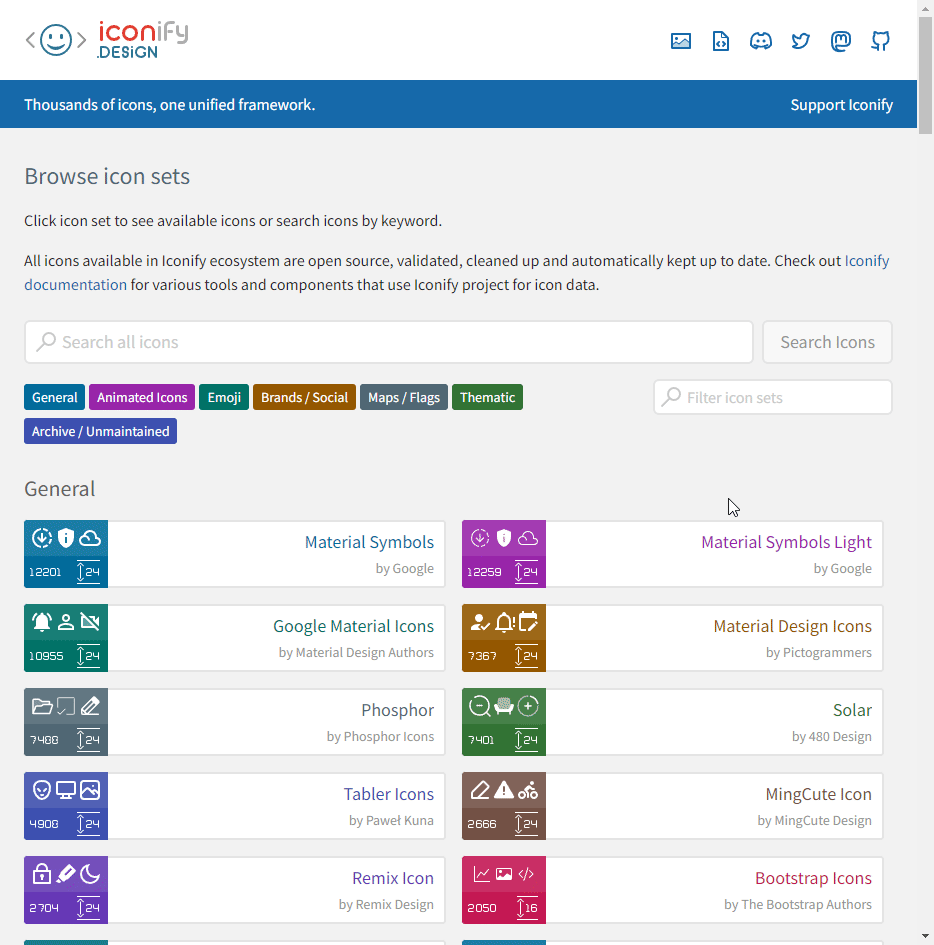 iconify
.DESiGN
Thousands of icons, one unified framework.
Support Iconify
Browse icon sets
Click icon set to see available icons or search icons by keyword.
All icons available in Iconify ecosystem are open source, validated, cleaned up and automatically kept up to date. Check out Iconify
documentation for various tools and components that use Iconify project for icon data.
Search all icons
Search Icons
General
Animated Icons
Emoji
Brands / Social
Maps / Flags
Thematic
Filter icon sets
Archive / Unmaintained
General
12201
24
Material Symbols
by Google
12259
24
Material Symbols Light
by Google
10955
24
Google Material Icons
by Material Design Authors
7367
24
Material Design Icons
by Pictogrammers
7488
24
Phosphor
by Phosphor Icons
7401
24
Solar
by 480 Design
4908
24
Tabler Icons
by Paweł Kuna
2666
24
MingCute Icon
by MingCute Design
2704
24
Remix Icon
by Remix Design
2050
16
Bootstrap Icons
by The Bootstrap Authors